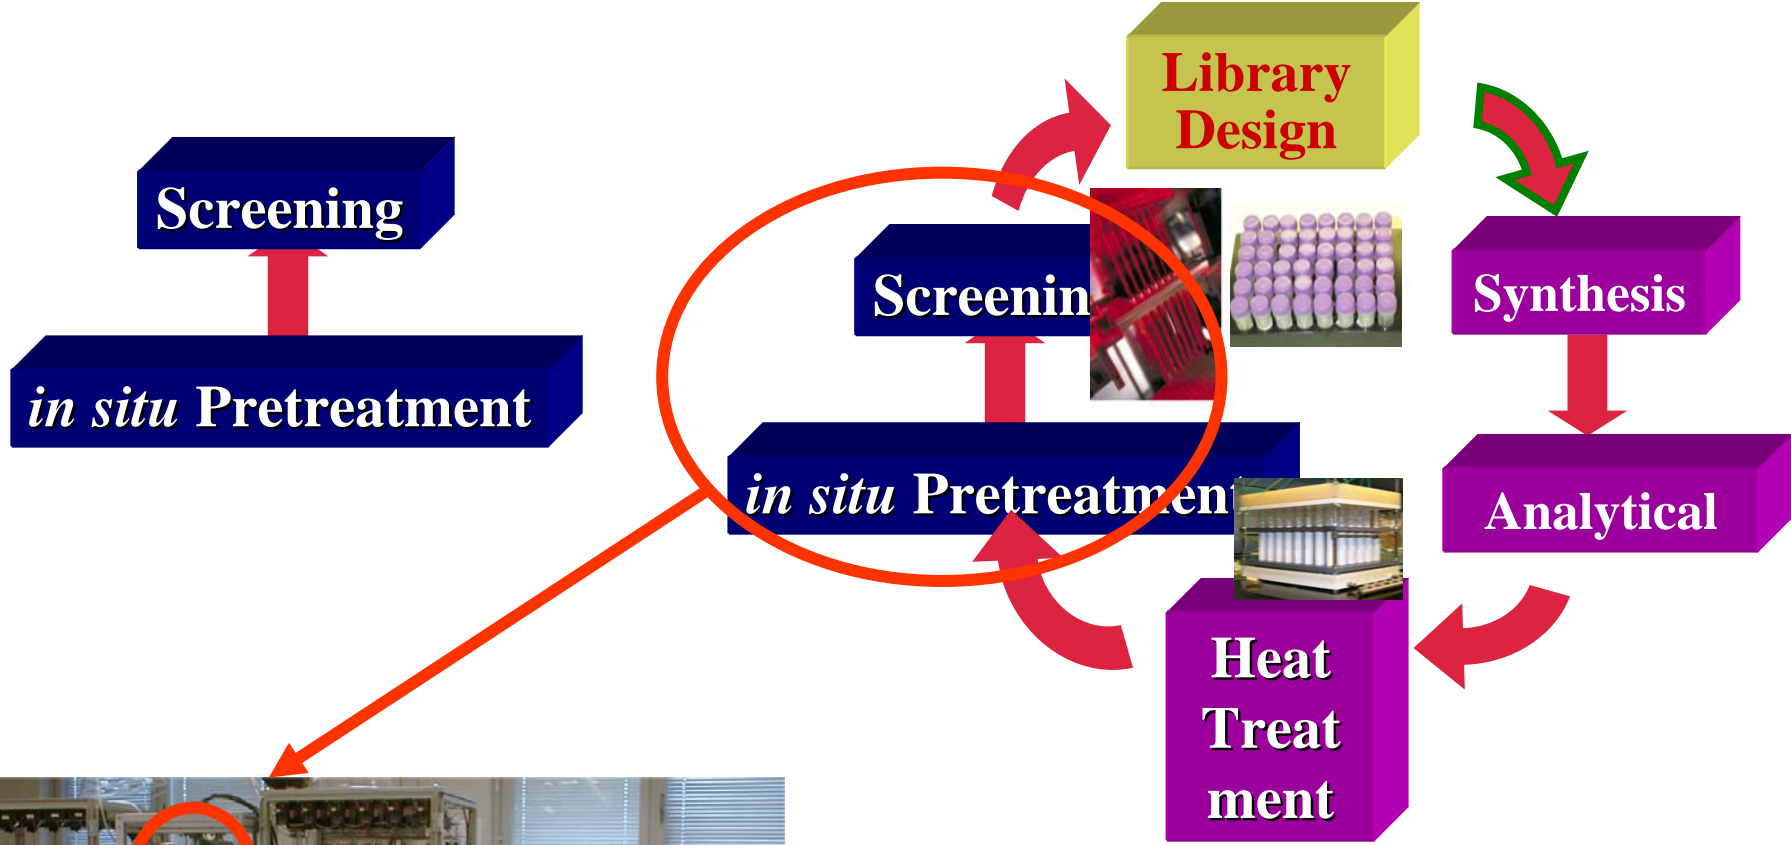 Library
Design
Screening
Screenin
Synthesis
in situ Pretreatment
in situ Pretreatment
Analytical
Heat
Treat
ment